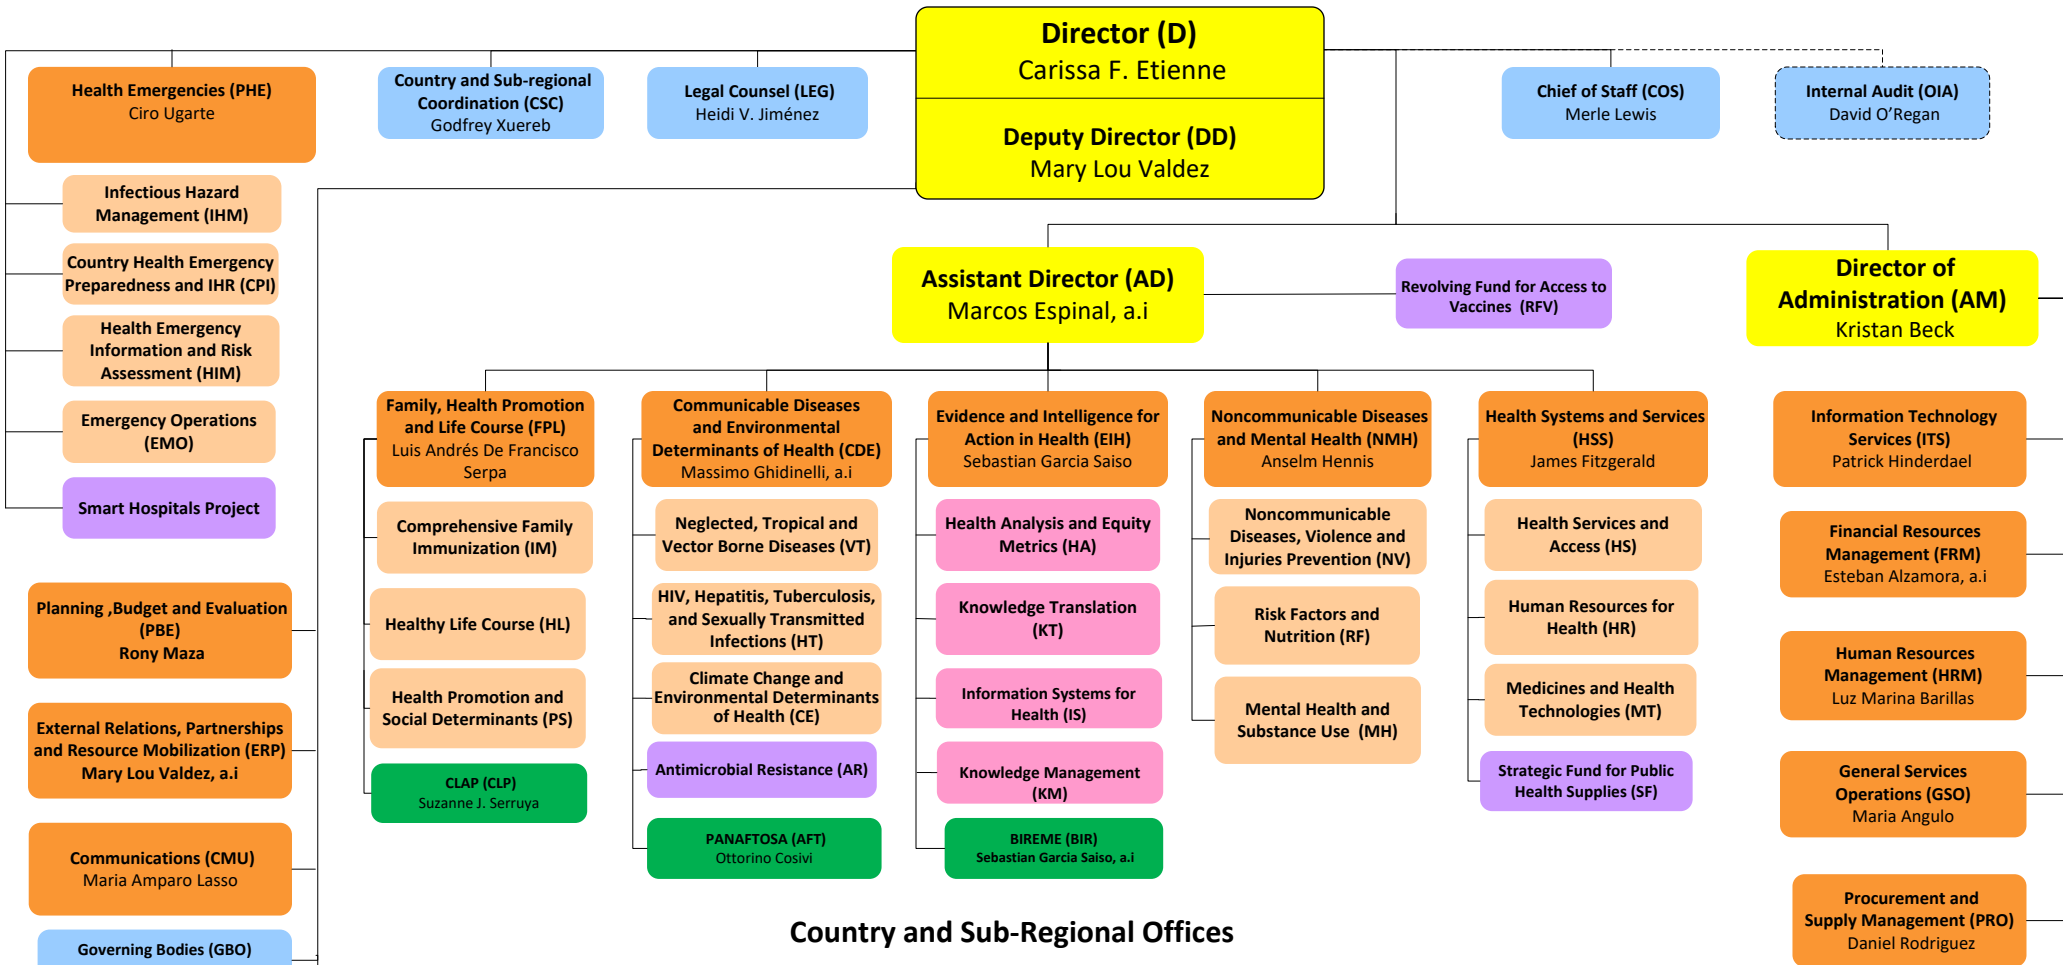 Director (D)
Carissa F. Etienne
Deputy Director (DD)
Mary Lou Valdez
Health Emergencies (PHE)
Ciro Ugarte
Country and Sub-regional
Coordination (CSC)
Godfrey Xuereb
Legal Counsel (LEG)
Heidi V. Jiménez
Chief of Staff (COS)
Merle Lewis
Internal Audit (OIA)
David O’Regan
Infectious Hazard
Management (IHM)
Country Health Emergency
Preparedness and IHR (CPI)
Health Emergency
Information and Risk
Assessment (HIM)
Emergency Operations
(EMO)
Smart Hospitals Project
Planning ,Budget and Evaluation
(PBE)
Rony Maza
External Relations, Partnerships
and Resource Mobilization (ERP)
Mary Lou Valdez, a.i
Communications (CMU)
Maria Amparo Lasso
Governing Bodies (GBO)
Assistant Director (AD)
Marcos Espinal, a.i
Revolving Fund for Access to
Vaccines (RFV)
Director of
Administration (AM)
Kristan Beck
Family, Health Promotion
and Life Course (FPL)
Luis Andrés De Francisco
Serpa
Comprehensive Family
Immunization (IM)
Healthy Life Course (HL)
Health Promotion and
Social Determinants (PS)
CLAP (CLP)
Suzanne J. Serruya
Communicable Diseases
and Environmental
Determinants of Health (CDE)
Massimo Ghidinelli, a.i
Neglected, Tropical and
Vector Borne Diseases (VT)
HIV, Hepatitis, Tuberculosis,
and Sexually Transmitted
Infections (HT)
Climate Change and
Environmental Determinants
of Health (CE)
Antimicrobial Resistance (AR)
PANAFTOSA (AFT)
Ottorino Cosivi
Evidence and Intelligence for
Action in Health (EIH)
Sebastian Garcia Saiso
Health Analysis and Equity
Metrics (HA)
Knowledge Translation
(KT)
Information Systems for
Health (IS)
Knowledge Management
(KM)
BIREME (BIR)
Sebastian Garcia Saiso, a.i
Noncommunicable Diseases
and Mental Health (NMH)
Anselm Hennis
Noncommunicable
Diseases, Violence and
Injuries Prevention (NV)
Risk Factors and
Nutrition (RF)
Mental Health and
Substance Use (MH)
Health Systems and Services
(HSS)
James Fitzgerald
Health Services and
Access (HS)
Human Resources for
Health (HR)
Medicines and Health
Technologies (MT)
Strategic Fund for Public
Health Supplies (SF)
Information Technology
Services (ITS)
Patrick Hinderdael
Financial Resources
Management (FRM)
Esteban Alzamora, a.i
Human Resources
Management (HRM)
Luz Marina Barillas
General Services
Operations (GSO)
Maria Angulo
Procurement and
Supply Management (PRO)
Daniel Rodriguez
Country and Sub-Regional Offices